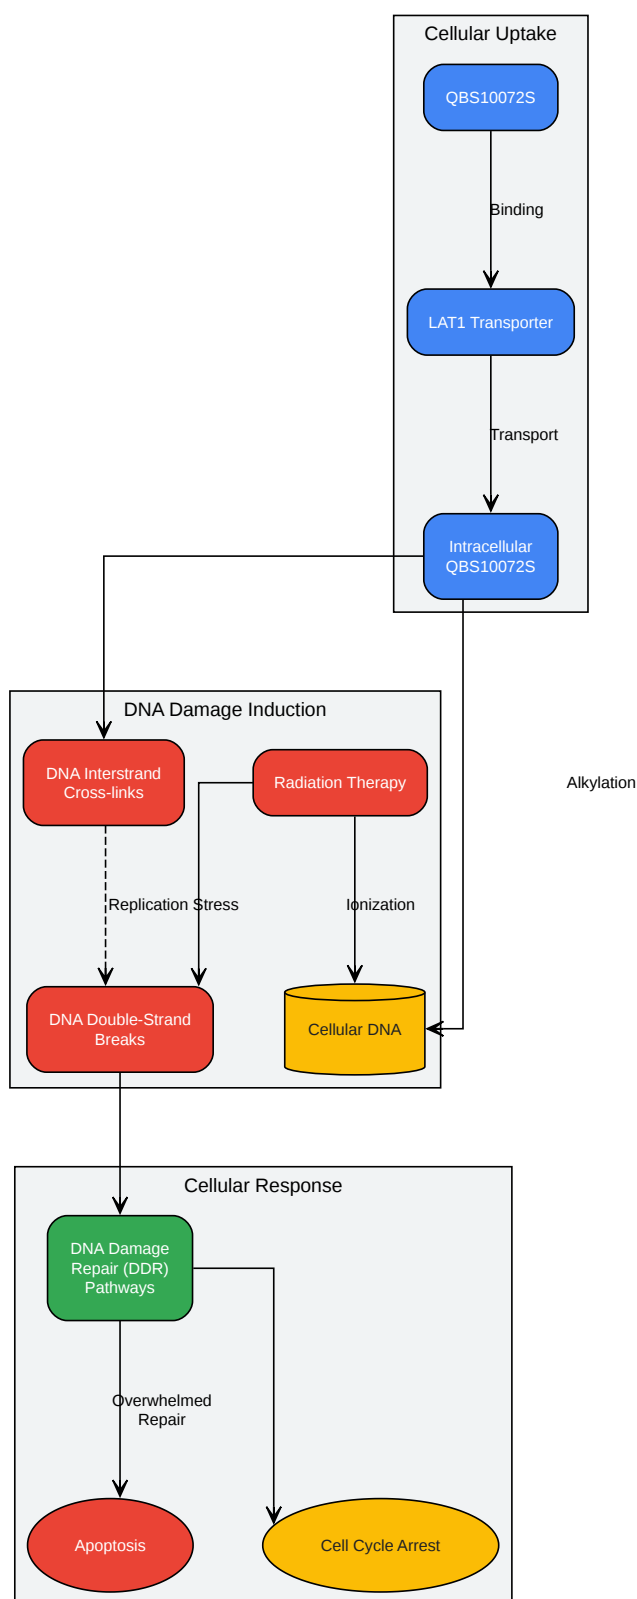 Cellular Uptake
QBS10072S
Binding
LAT1 Transporter
Transport
Intracellular
QBS10072S
DNA Damage Induction
DNA Interstrand
Cross-links
Radiation Therapy
Alkylation
Replication Stress
Ionization
DNA Double-Strand
Breaks
Cellular DNA
Cellular Response
DNA Damage
Repair (DDR)
Pathways
Overwhelmed
Repair
Apoptosis
Cell Cycle Arrest